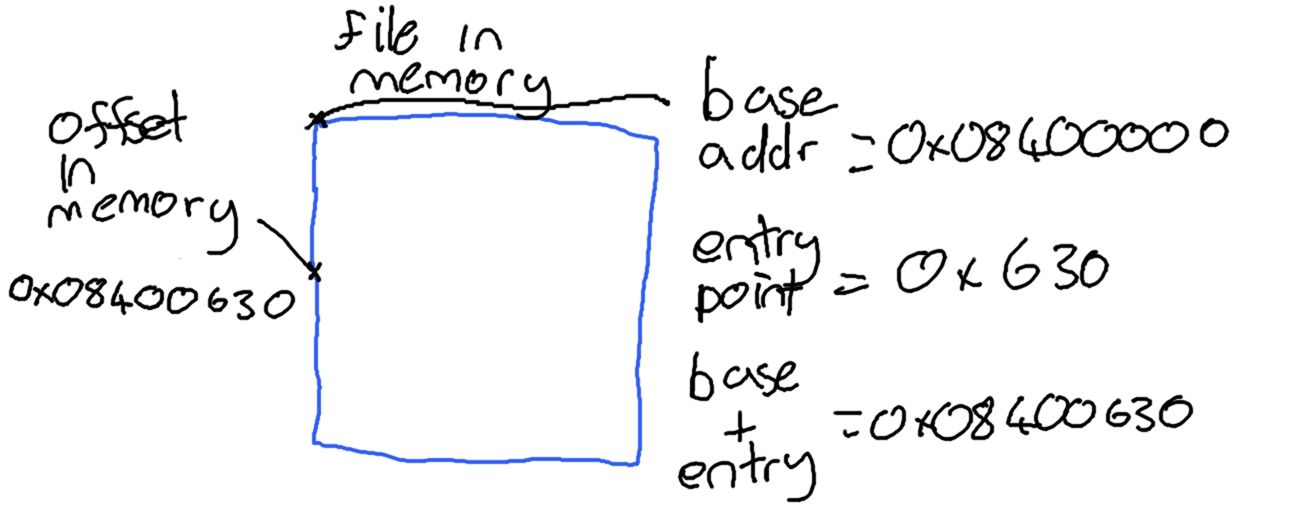 file in
memory
offset
in
memory
0x08400630
base
addr = 0x08400000
entry
point = 0x630
base
+
entry
= 0x08400630